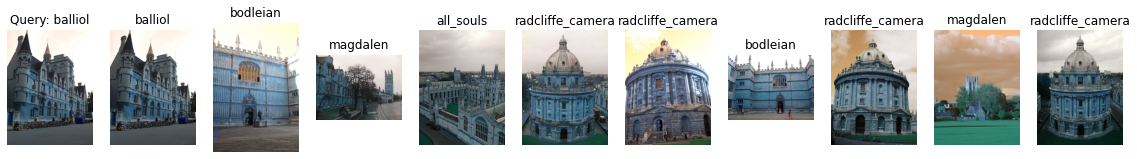 Query: balliol
balliol
bodleian
magdalen
all_souls
radcliffe_camera
radcliffe_camera
bodleian
radcliffe_camera
magdalen
radcliffe_camera